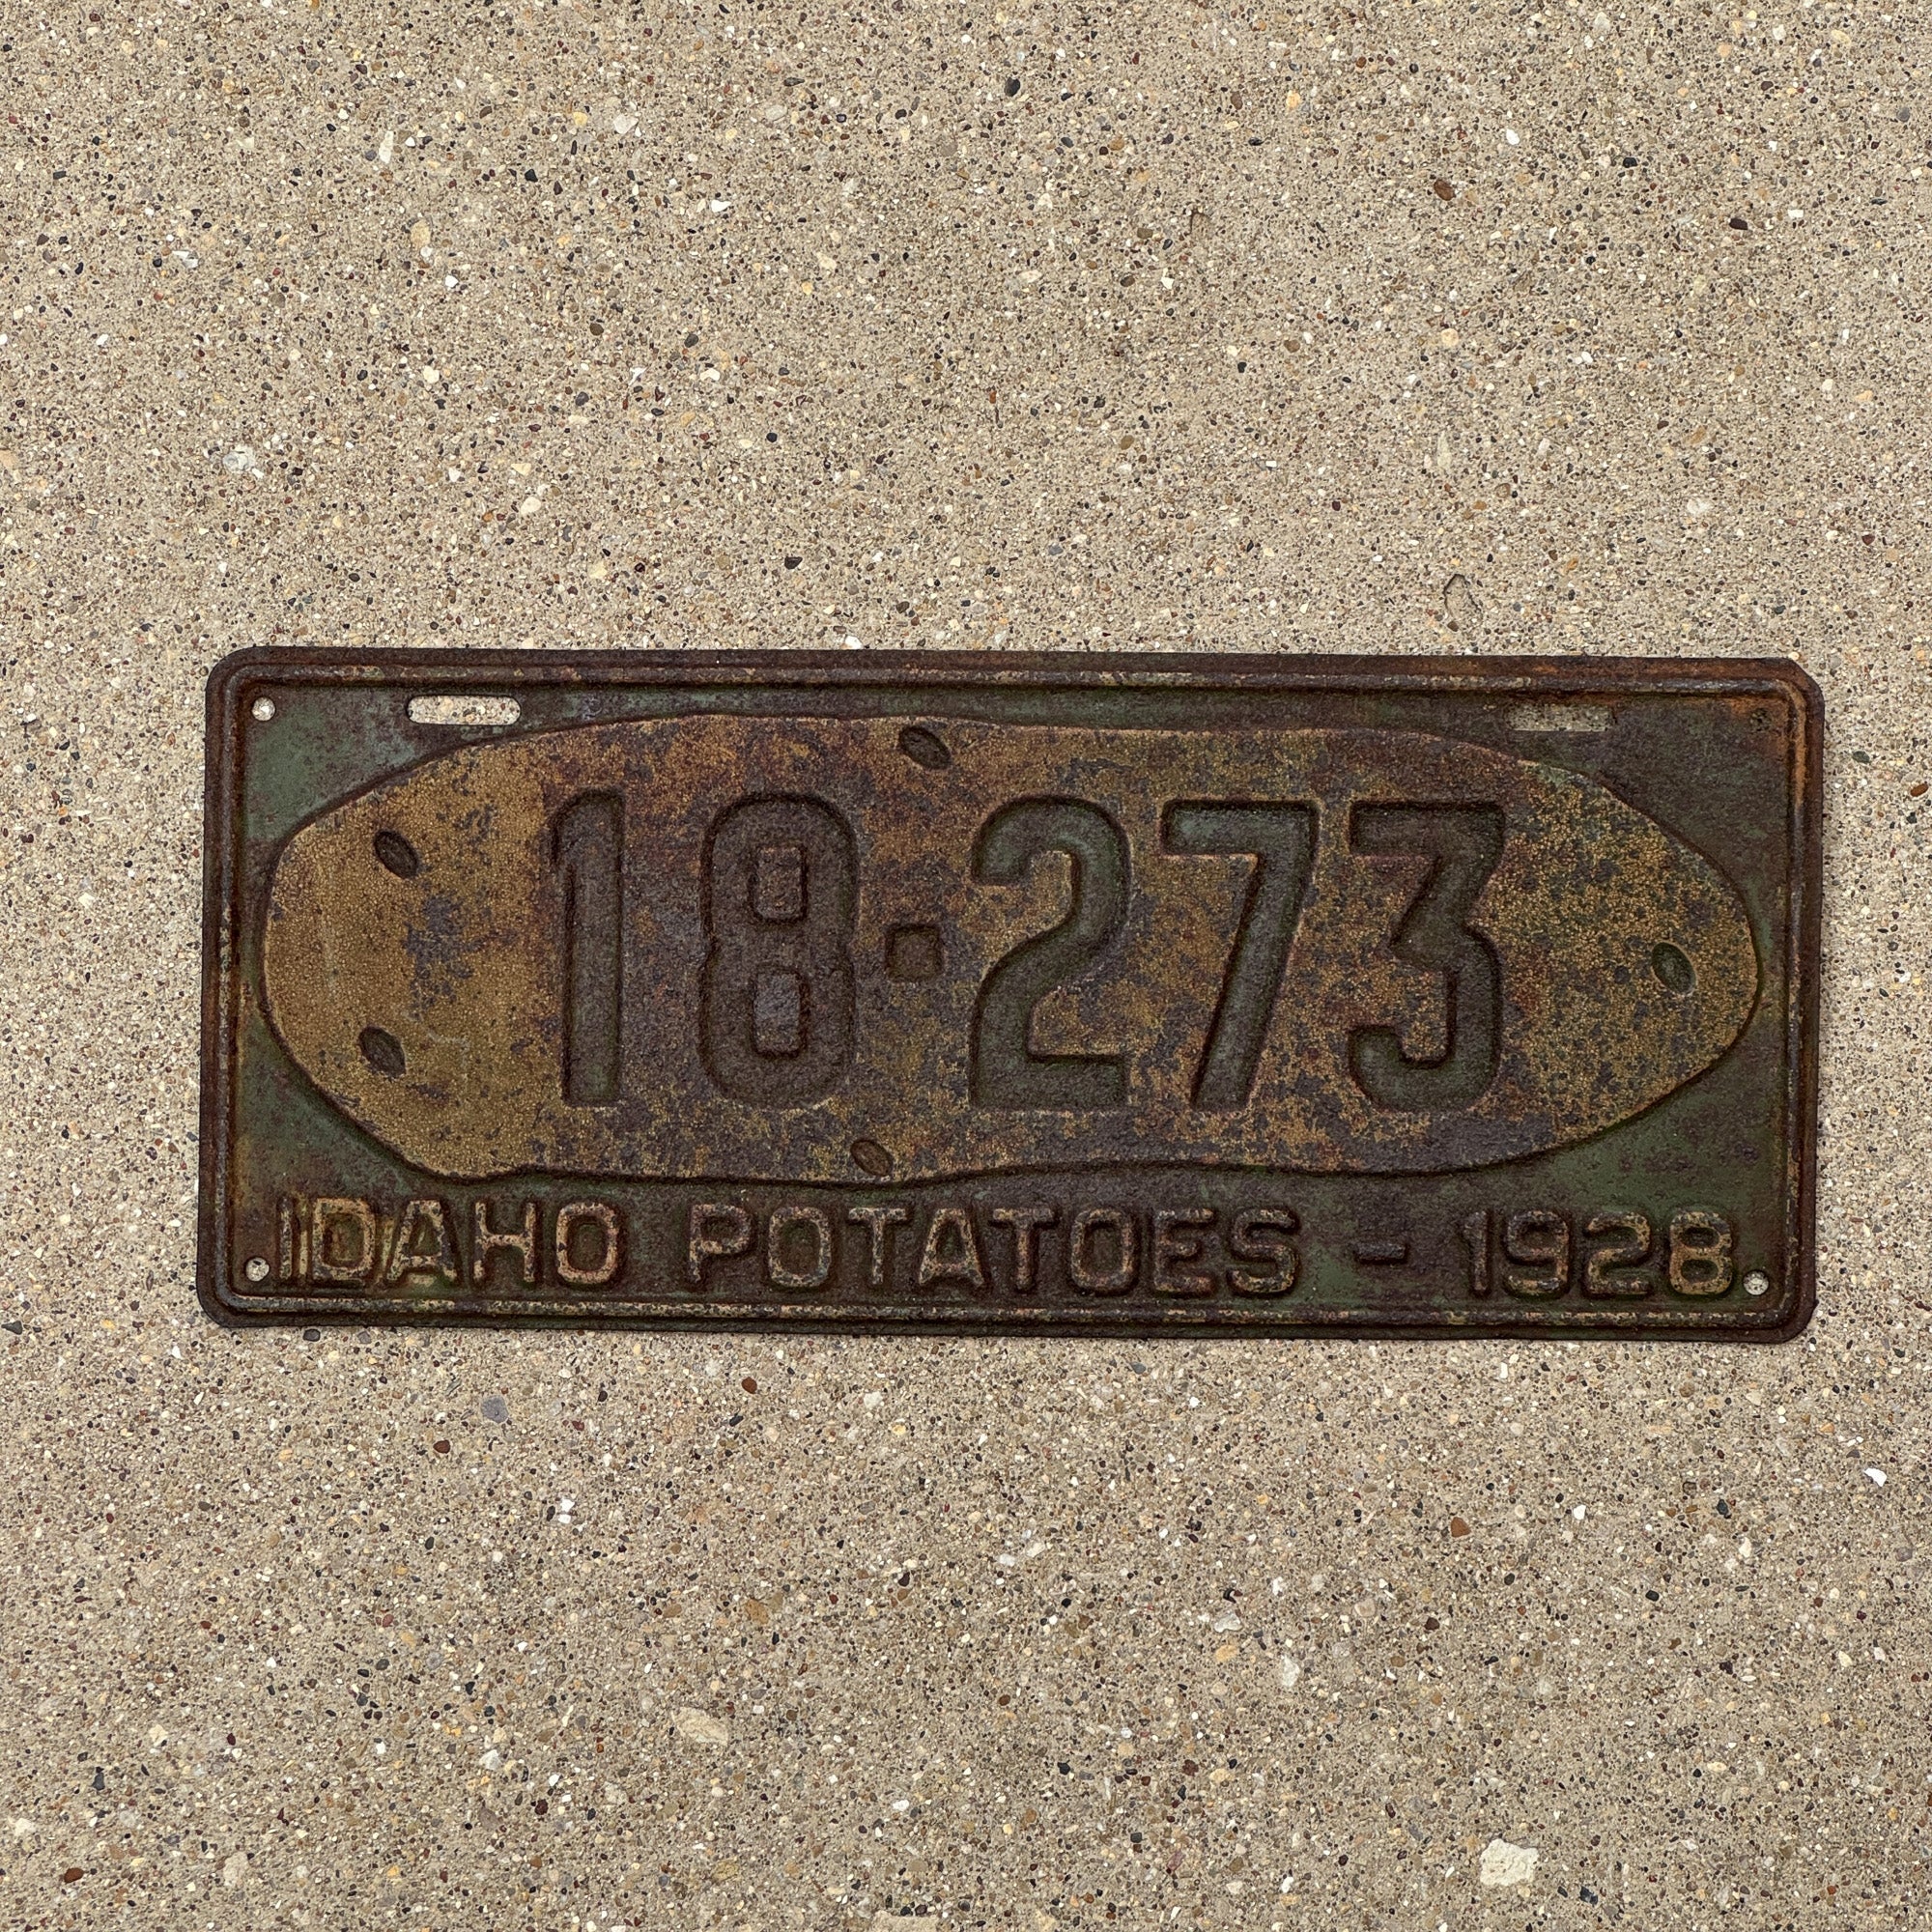 18·273
IDAHO POTATOES - 1928